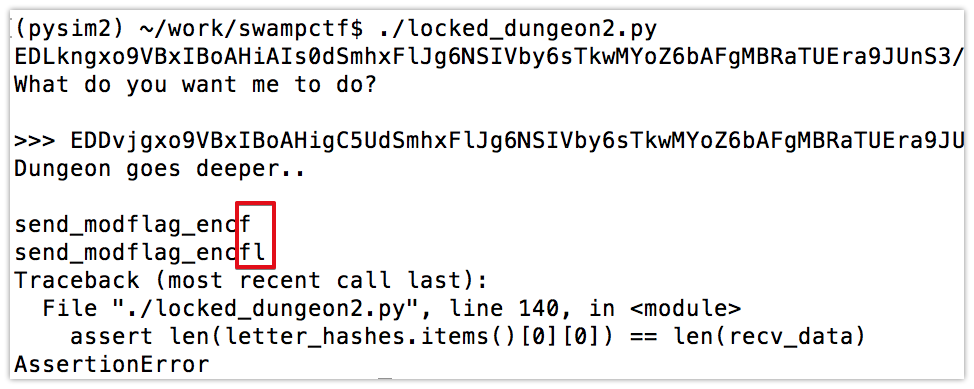 (pysim2) ~/work/swampctf$ ./locked_dungeon2.py
EDLkngxo9VBxIBoAHiAIs0dSmhxFlJg6NSIVby6sTkwMYoZ6bAFgMBRaTUEra9JUnS3/
What do you want me to do?
>>> EDDvjgxo9VBxIBoAHigC5UdSmhxFlJg6NSIVby6sTkwMYoZ6bAFgMBRaTUEra9JU
Dungeon goes deeper..
send_modflag_encf
send_modflag_encfl
Traceback (most recent call last):
File "./locked_dungeon2.py", line 140, in <module>
assert len(letter_hashes.items()[0][0]) == len(recv_data)
AssertionError